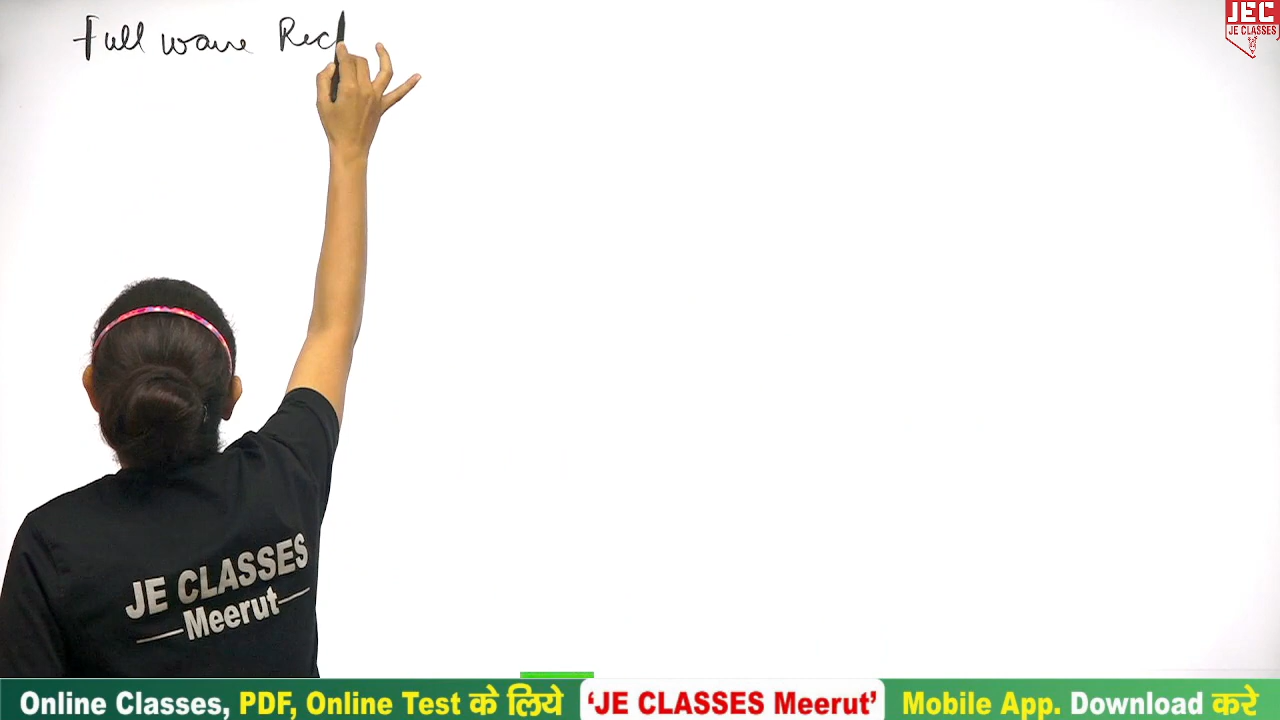 Full wave Rect
JEC
JE CLASSES
JE CLASSES
Meerut
Online Classes, PDF, Online Test के लिये 'JE CLASSES Meerut' Mobile App. Download करे